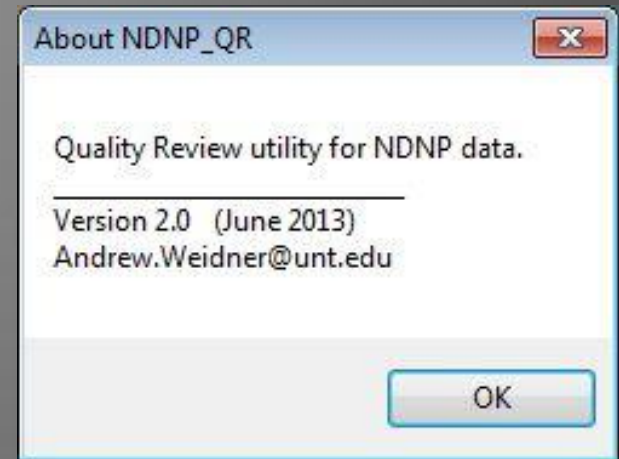 About NDNP_QR
Quality Review utility for NDNP data.
Version 2.0   (June 2013)
Andrew.Weidner@unt.edu
OK